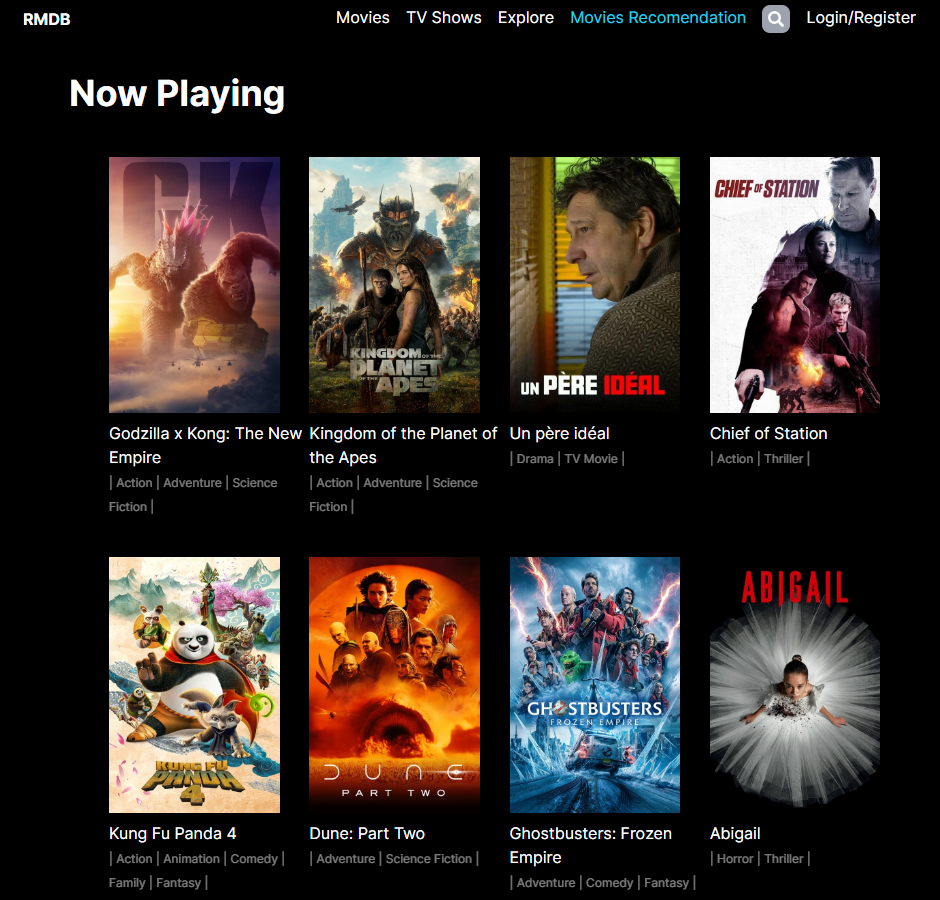 RMDB Movies TV Shows Explore Movies Recomendation Login/Register
Now Playing
GK
KINGDOM OF THE
PLANET
OF THE APES
UN PÈRE IDÉAL
CHIEF OF STATION
Godzilla x Kong: The New
Empire
| Action | Adventure | Science
Fiction |
Kingdom of the Planet of
the Apes
| Action | Adventure | Science
Fiction |
Un père idéal
| Drama | TV Movie |
Chief of Station
| Action | Thriller |
KUNG FU
PANDA
4
DUNE
PART TWO
GHOSTBUSTERS
FROZEN EMPIRE
ABIGAIL
Kung Fu Panda 4
| Action | Animation | Comedy |
Family | Fantasy |
Dune: Part Two
| Adventure | Science Fiction |
Ghostbusters: Frozen
Empire
| Adventure | Comedy | Fantasy |
Abigail
| Horror | Thriller |